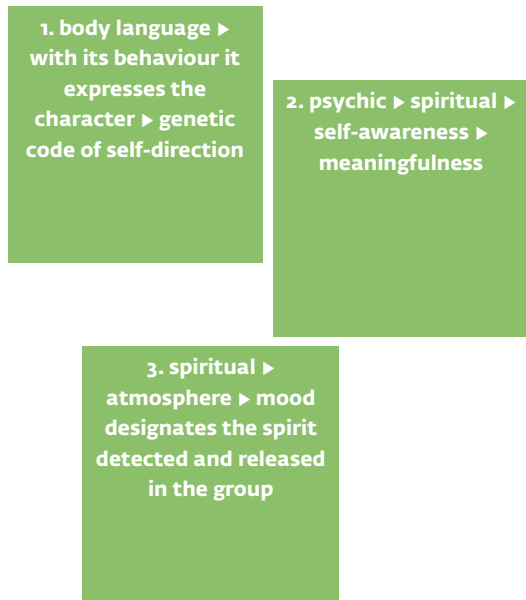 1. body language ▸
with its behaviour it
expresses the
character ▸ genetic
code of self-direction
2. psychic ▸ spiritual ▸
self-awareness ▸
meaningfulness
3. spiritual ▸
atmosphere ▸ mood
designates the spirit
detected and released
in the group